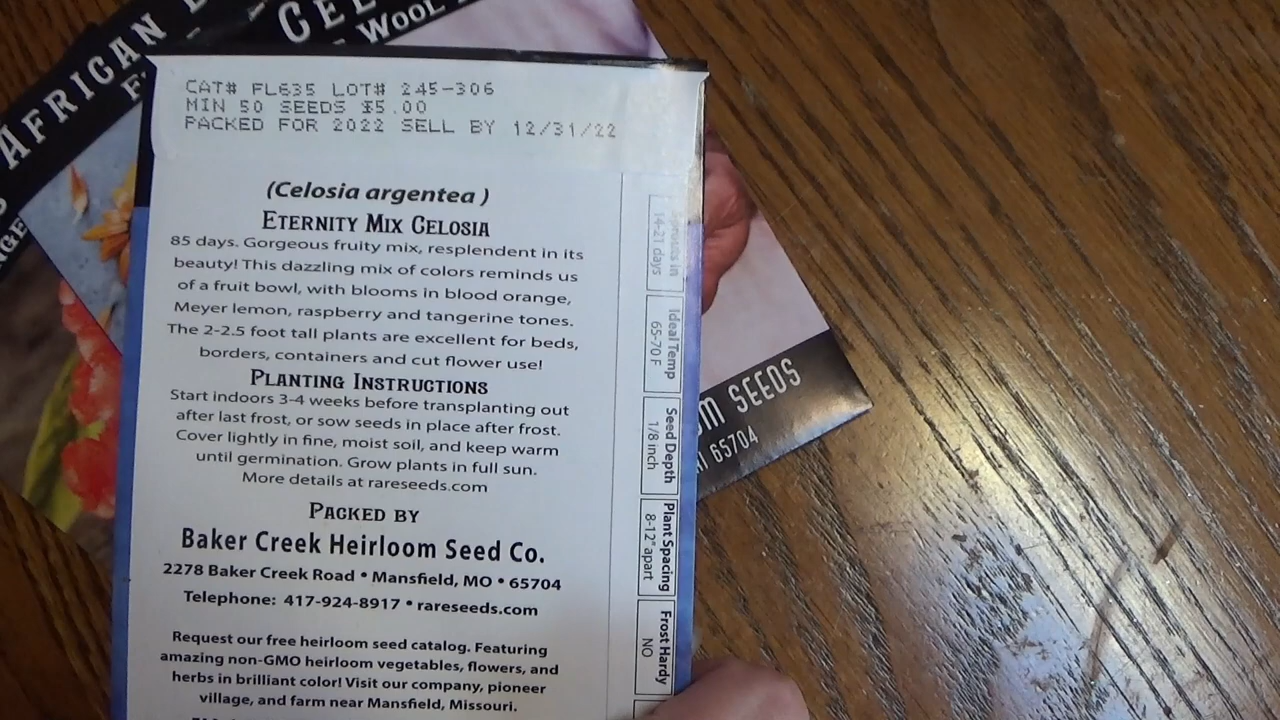 AFRICAN
CEL
WOOL
CAT# FL635 LOT# 245-306
MIN 50 SEEDS $5.00
PACKED FOR 2022 SELL BY 12/31/22
(Celosia argentea )
ETERNITY MIX CELOSIA
85 days. Gorgeous fruity mix, resplendent in its
beauty! This dazzling mix of colors reminds us
of a fruit bowl, with blooms in blood orange,
Meyer lemon, raspberry and tangerine tones.
The 2-2.5 foot tall plants are excellent for beds,
borders, containers and cut flower use!
PLANTING INSTRUCTIONS
Start indoors 3-4 weeks before transplanting out
after last frost, or sow seeds in place after frost.
Cover lightly in fine, moist soil, and keep warm
until germination. Grow plants in full sun.
More details at rareseeds.com
PACKED BY
Baker Creek Heirloom Seed Co.
2278 Baker Creek Road • Mansfield, MO • 65704
Telephone: 417-924-8917 • rareseeds.com
Request our free heirloom seed catalog. Featuring
amazing non-GMO heirloom vegetables, flowers, and
herbs in brilliant color! Visit our company, pioneer
village, and farm near Mansfield, Missouri.
Sprouts in
14-21 days
Ideal Temp
65-70 F
Seed Depth
1/8 inch
Plant Spacing
8-12" apart
Frost Hardy
NO
OM SEEDS
65704